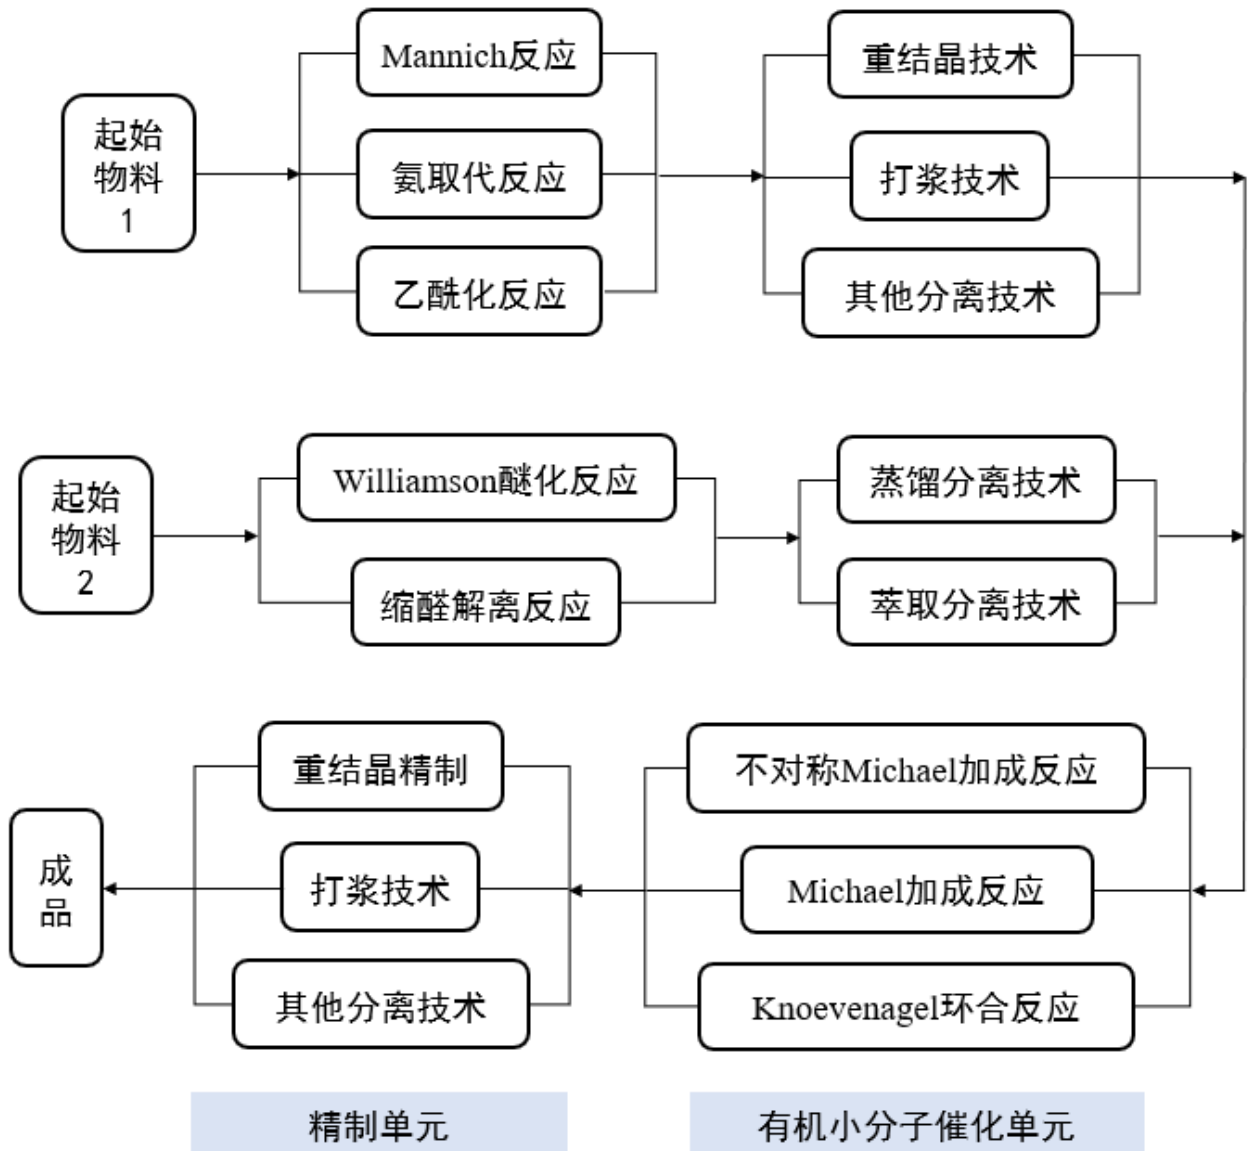 起始
物料
1
Mannich反应
氨取代反应
乙酰化反应
重结晶技术
打浆技术
其他分离技术
起始
物料
2
Williamson醚化反应
缩醛解离反应
蒸馏分离技术
萃取分离技术
不对称Michael加成反应
Michael加成反应
Knoevenagel环合反应
重结晶精制
打浆技术
其他分离技术
成
品
精制单元
有机小分子催化单元